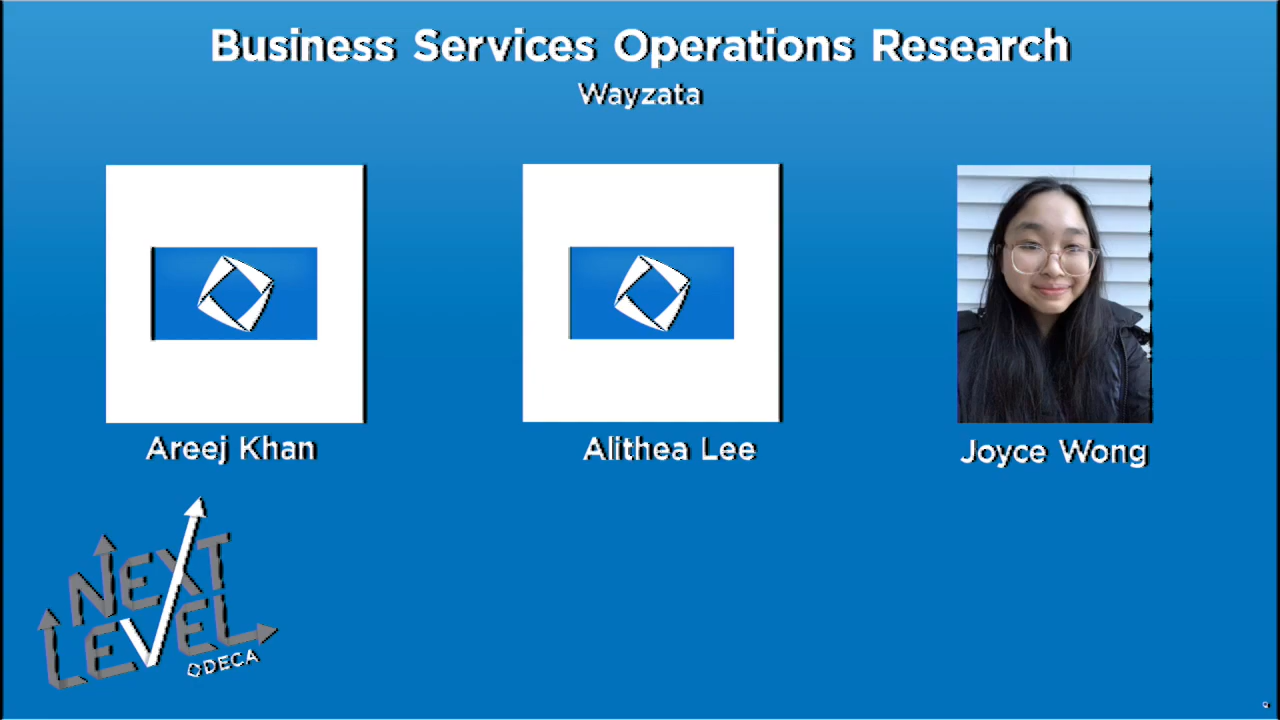 Business Services Operations Research
Wayzata
Areej Khan
Alithea Lee
Joyce Wong
NEXT
LEVEL
DECA